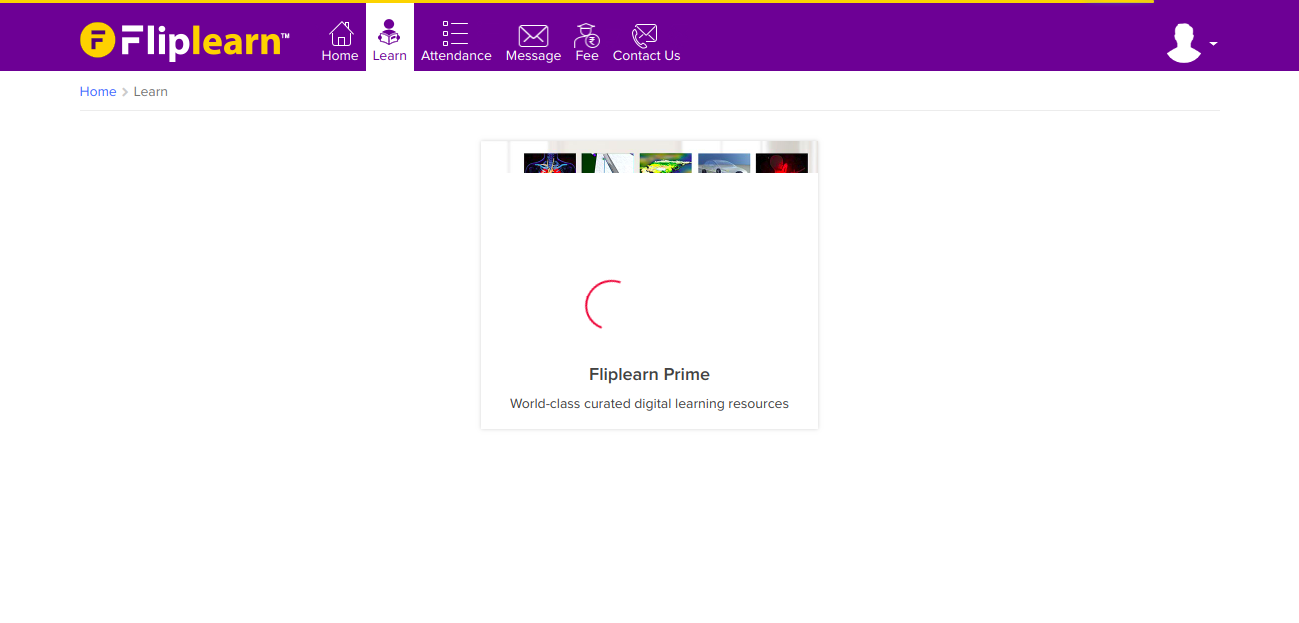 Fliplearn™
Home
Learn
Attendance
Message
Fee
Contact Us
Home > Learn
Fliplearn Prime
World-class curated digital learning resources